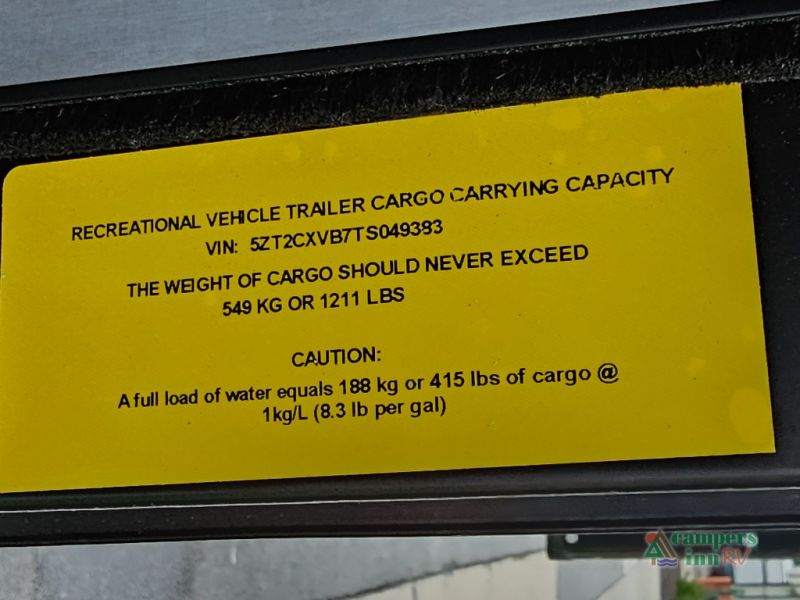 RECREATIONAL VEHICLE TRAILER CARGO CARRYING CAPACITY
VIN: 5ZT2CXVB7TS049383
THE WEIGHT OF CARGO SHOULD NEVER EXCEED
549 KG OR 1211 LBS
CAUTION:
A full load of water equals 188 kg or 415 lbs of cargo @
1kg/L (8.3 lb per gal)
campers
inn RV